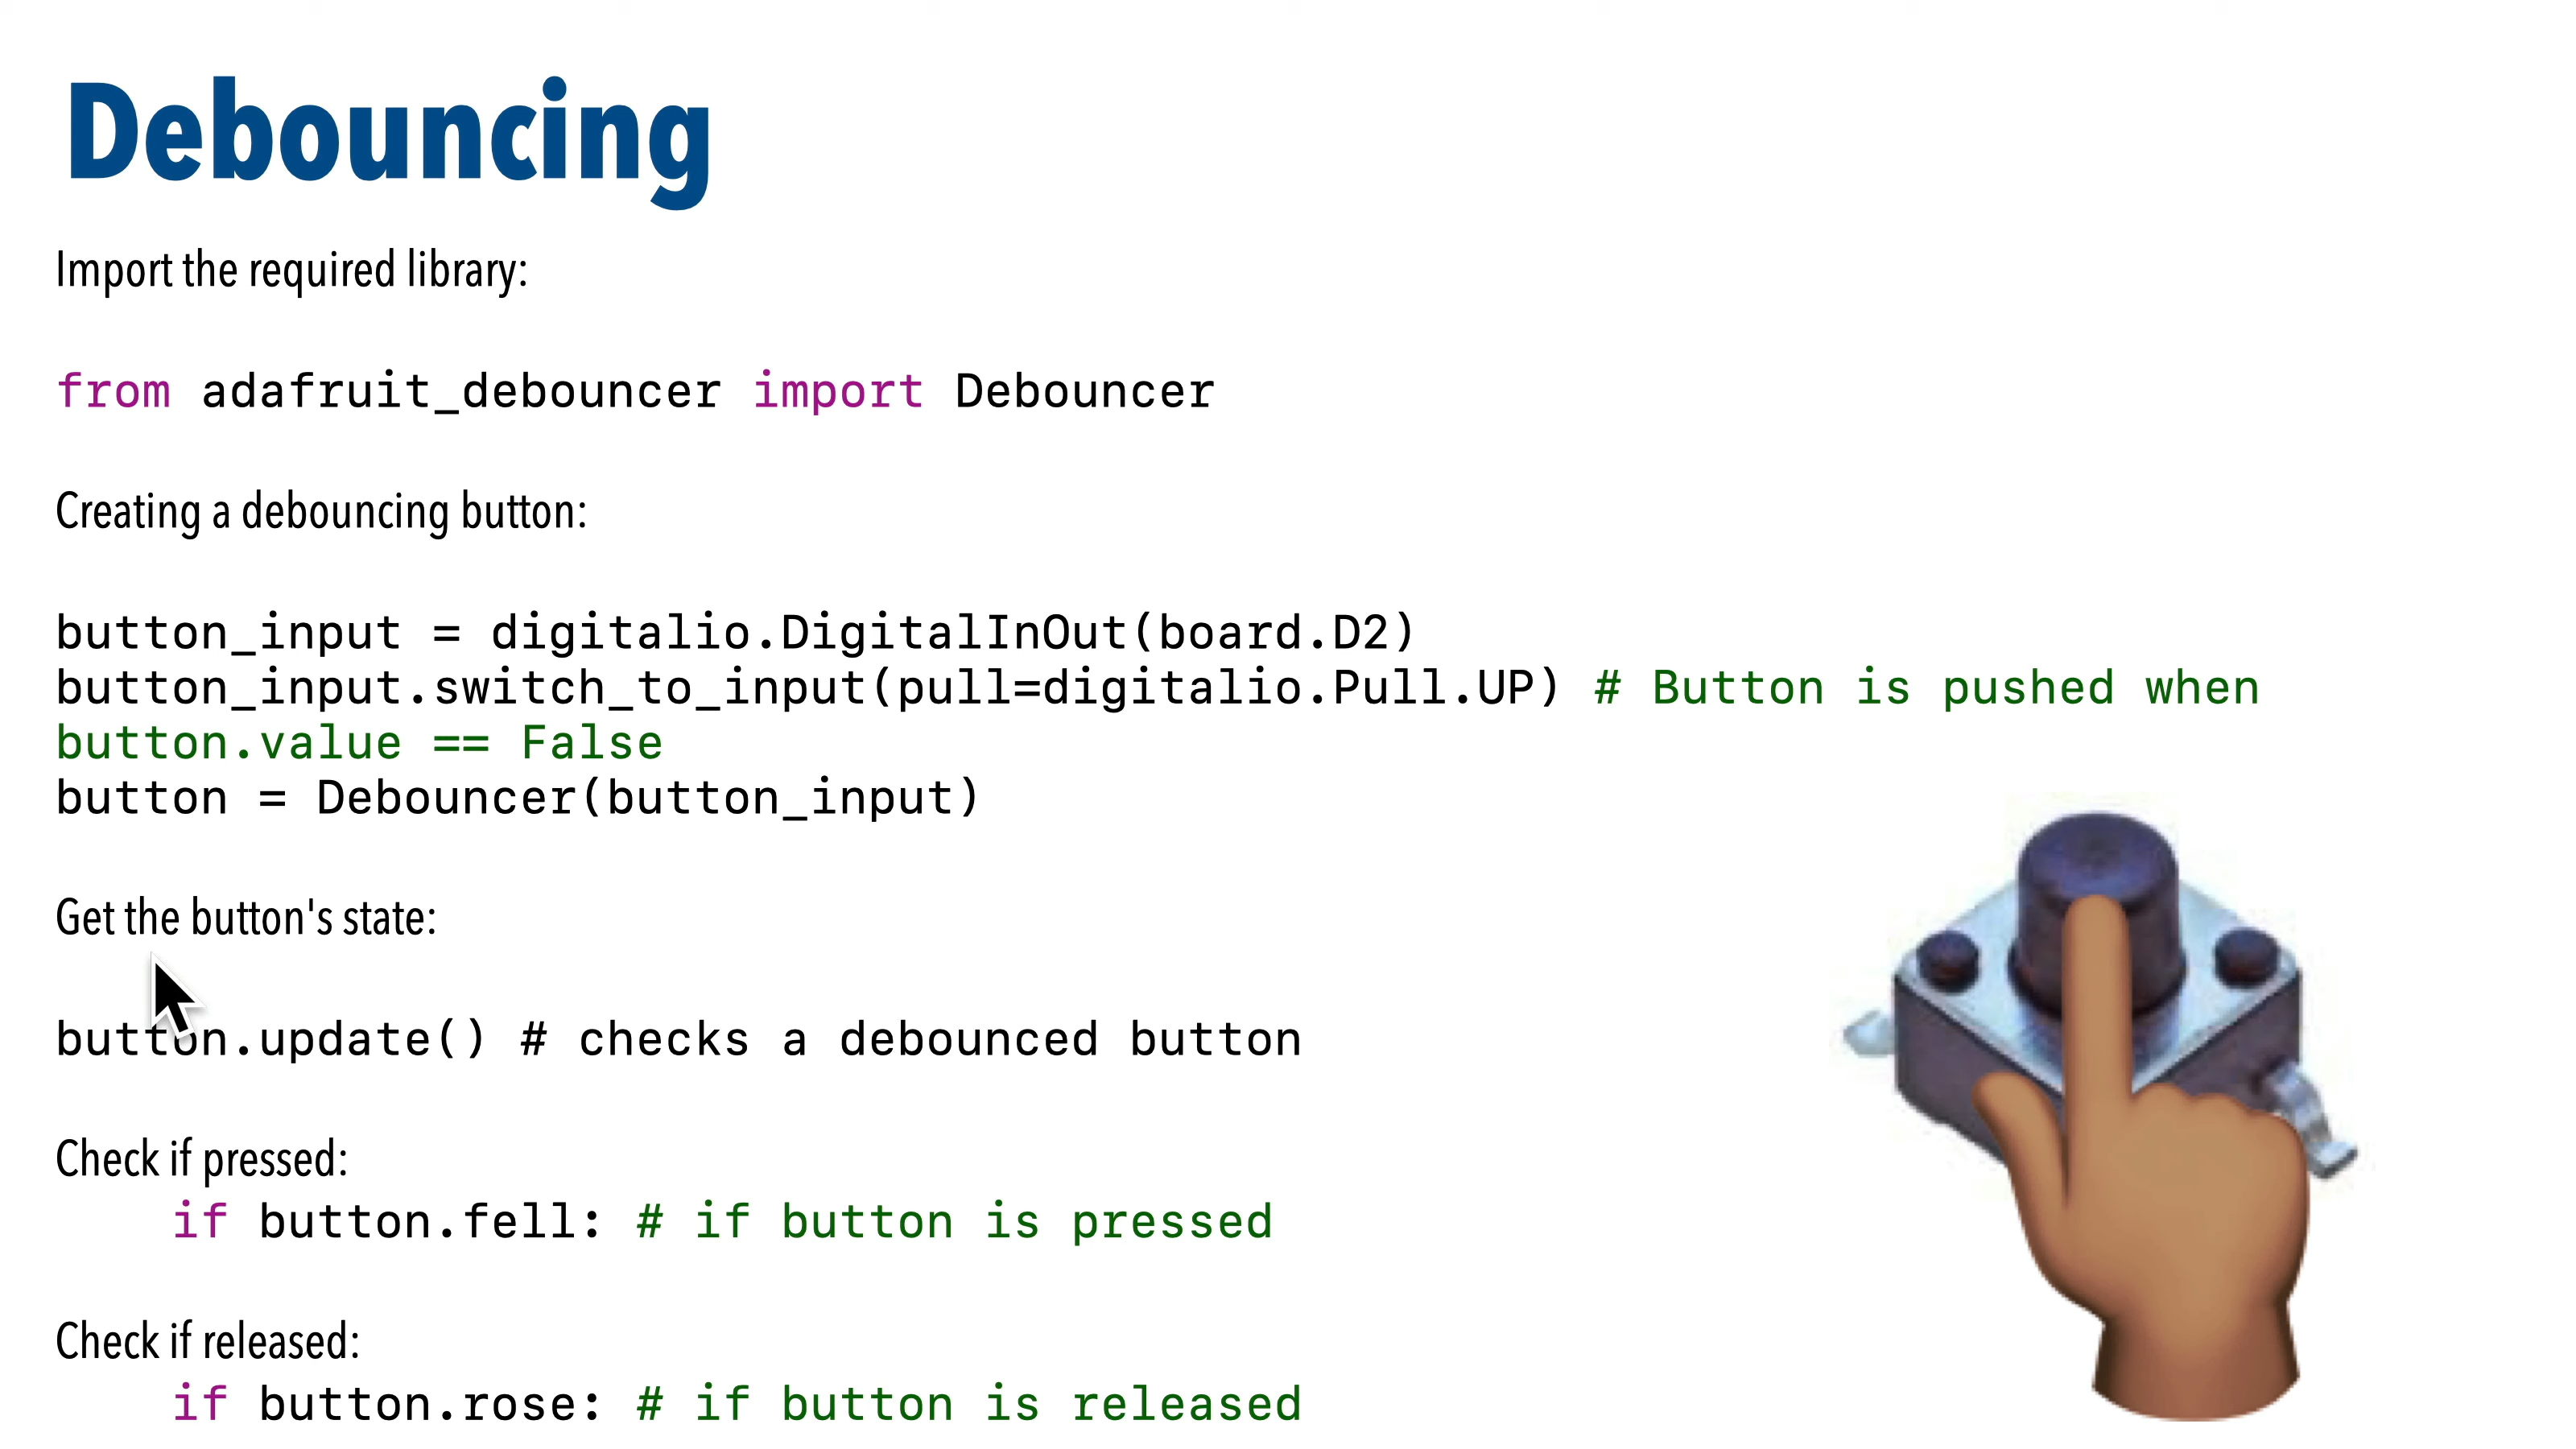 Debouncing
Import the required library:
from adafruit_debouncer import Debouncer
Creating a debouncing button:
button_input = digitalio.DigitalInOut(board.D2)
button_input.switch_to_input(pull=digitalio.Pull.UP) # Button is pushed when
button.value == False
button = Debouncer(button_input)
Get the button's state:
button.update() # checks a debounced button
Check if pressed:
if button.fell: # if button is pressed
Check if released:
if button.rose: # if button is released